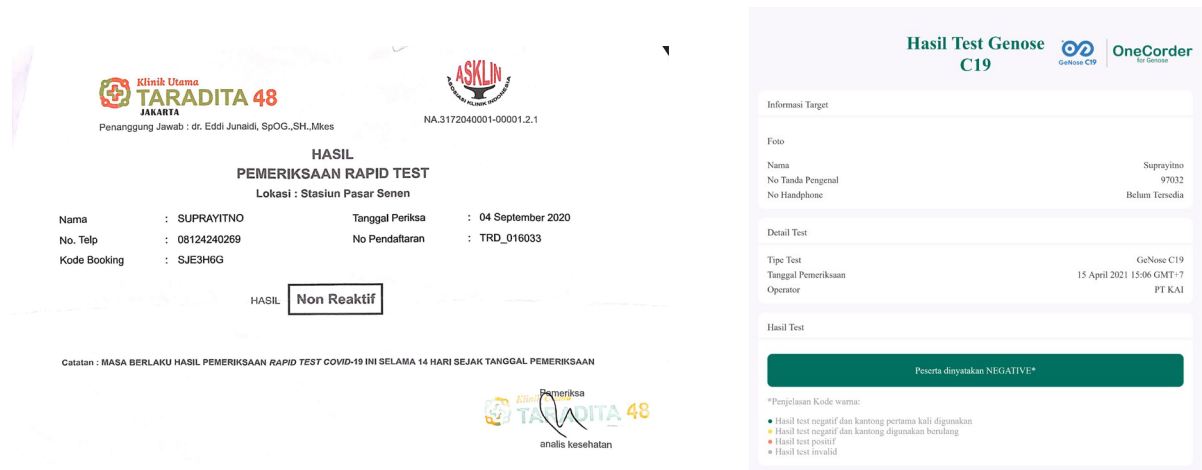 Klinik Utama
TARADITA 48
JAKARTA
Penanggung Jawab : dr. Eddi Junaidi, SpOG.,SH.,Mkes
ASKLIN
ASOSIASI KLINIK INDONESIA
NA.3172040001-00001.2.1
HASIL
PEMERIKSAAN RAPID TEST
Lokasi : Stasiun Pasar Senen
Nama : SUPRAYITNO
Tanggal Periksa : 04 September 2020
No. Telp : 08124240269
No Pendaftaran : TRD_016033
Kode Booking : SJE3H6G
HASIL Non Reaktif
Catatan : MASA BERLAKU HASIL PEMERIKSAAN RAPID TEST COVID-19 INI SELAMA 14 HARI SEJAK TANGGAL PEMERIKSAAN
Pemeriksa
Klinik Utama
TARADITA 48
analis kesehatan
Hasil Test Genose
C19
GeNose C19
OneCorder
for Genose
Informasi Target
Foto
Nama Suprayitno
No Tanda Pengenal 97032
No Handphone Belum Tersedia
Detail Test
Tipe Test GeNose C19
Tanggal Pemeriksaan 15 April 2021 15:06 GMT+7
Operator PT KAI
Hasil Test
Peserta dinyatakan NEGATIVE*
*Penjelasan Kode warna:
Hasil test negatif dan kantong pertama kali digunakan
Hasil test negatif dan kantong digunakan berulang
Hasil test positif
Hasil test invalid